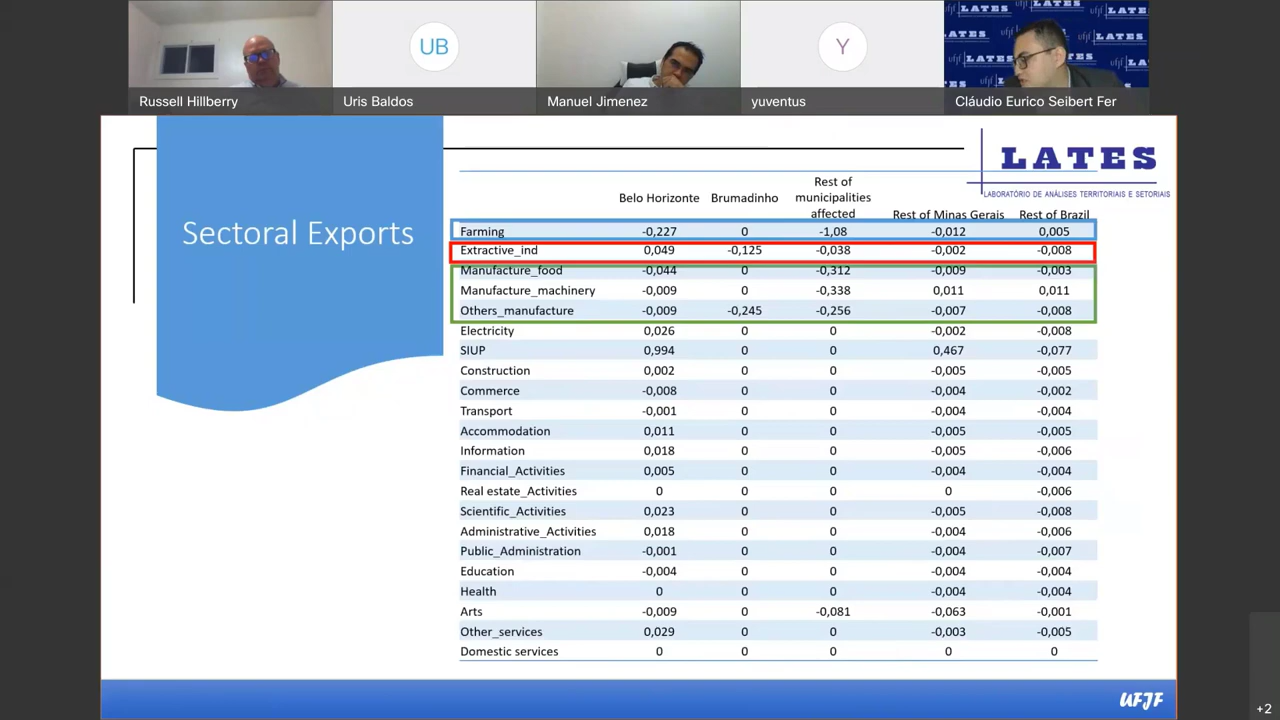 LATES
UB
Y
Russell Hillberry
Uris Baldos
Manuel Jimenez
yuventus
Cláudio Eurico Seibert Fer
Sectoral Exports
LATES
LABORATÓRIO DE ANÁLISES TERRITORIAIS E SETORIAIS
Belo Horizonte Brumadinho Rest of municipalities affected Rest of Minas Gerais Rest of Brazil
Farming -0,227 0 -1,08 -0,012 0,005
Extractive_ind 0,049 -0,125 -0,038 -0,002 -0,008
Manufacture_food -0,044 0 -0,312 -0,009 -0,003
Manufacture_machinery -0,009 0 -0,338 0,011 0,011
Others_manufacture -0,009 -0,245 -0,256 -0,007 -0,008
Electricity 0,026 0 0 -0,002 -0,008
SIUP 0,994 0 0 0,467 -0,077
Construction 0,002 0 0 -0,005 -0,005
Commerce -0,008 0 0 -0,004 -0,002
Transport -0,001 0 0 -0,004 -0,004
Accommodation 0,011 0 0 -0,005 -0,005
Information 0,018 0 0 -0,005 -0,006
Financial_Activities 0,005 0 0 -0,004 -0,004
Real estate_Activities 0 0 0 0 -0,006
Scientific_Activities 0,023 0 0 -0,005 -0,008
Administrative_Activities 0,018 0 0 -0,004 -0,006
Public_Administration -0,001 0 0 -0,004 -0,007
Education -0,004 0 0 -0,004 -0,004
Health 0 0 0 -0,004 -0,004
Arts -0,009 0 -0,081 -0,063 -0,001
Other_services 0,029 0 0 -0,003 -0,005
Domestic services 0 0 0 0 0
UFJF
+2